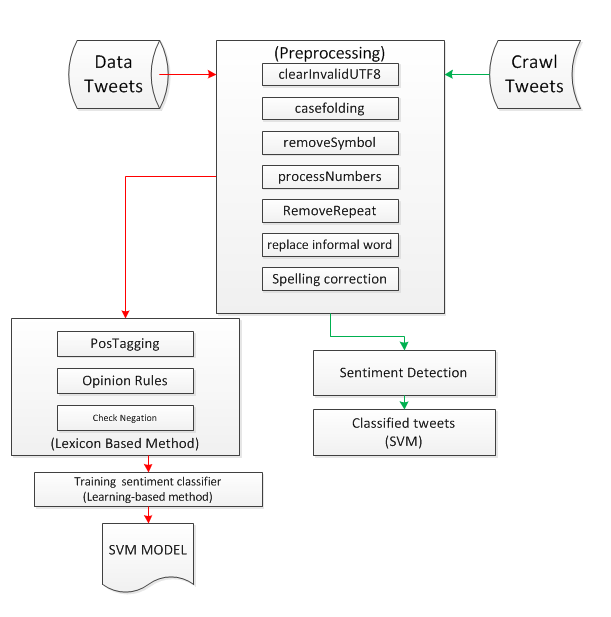 Data
Tweets
(Preprocessing)
clearInvalidUTF8
casefolding
removeSymbol
processNumbers
RemoveRepeat
replace informal word
Spelling correction
Crawl
Tweets
PosTagging
Opinion Rules
Check Negation
(Lexicon Based Method)
Training sentiment classifier
(Learning-based method)
SVM MODEL
Sentiment Detection
Classified tweets
(SVM)